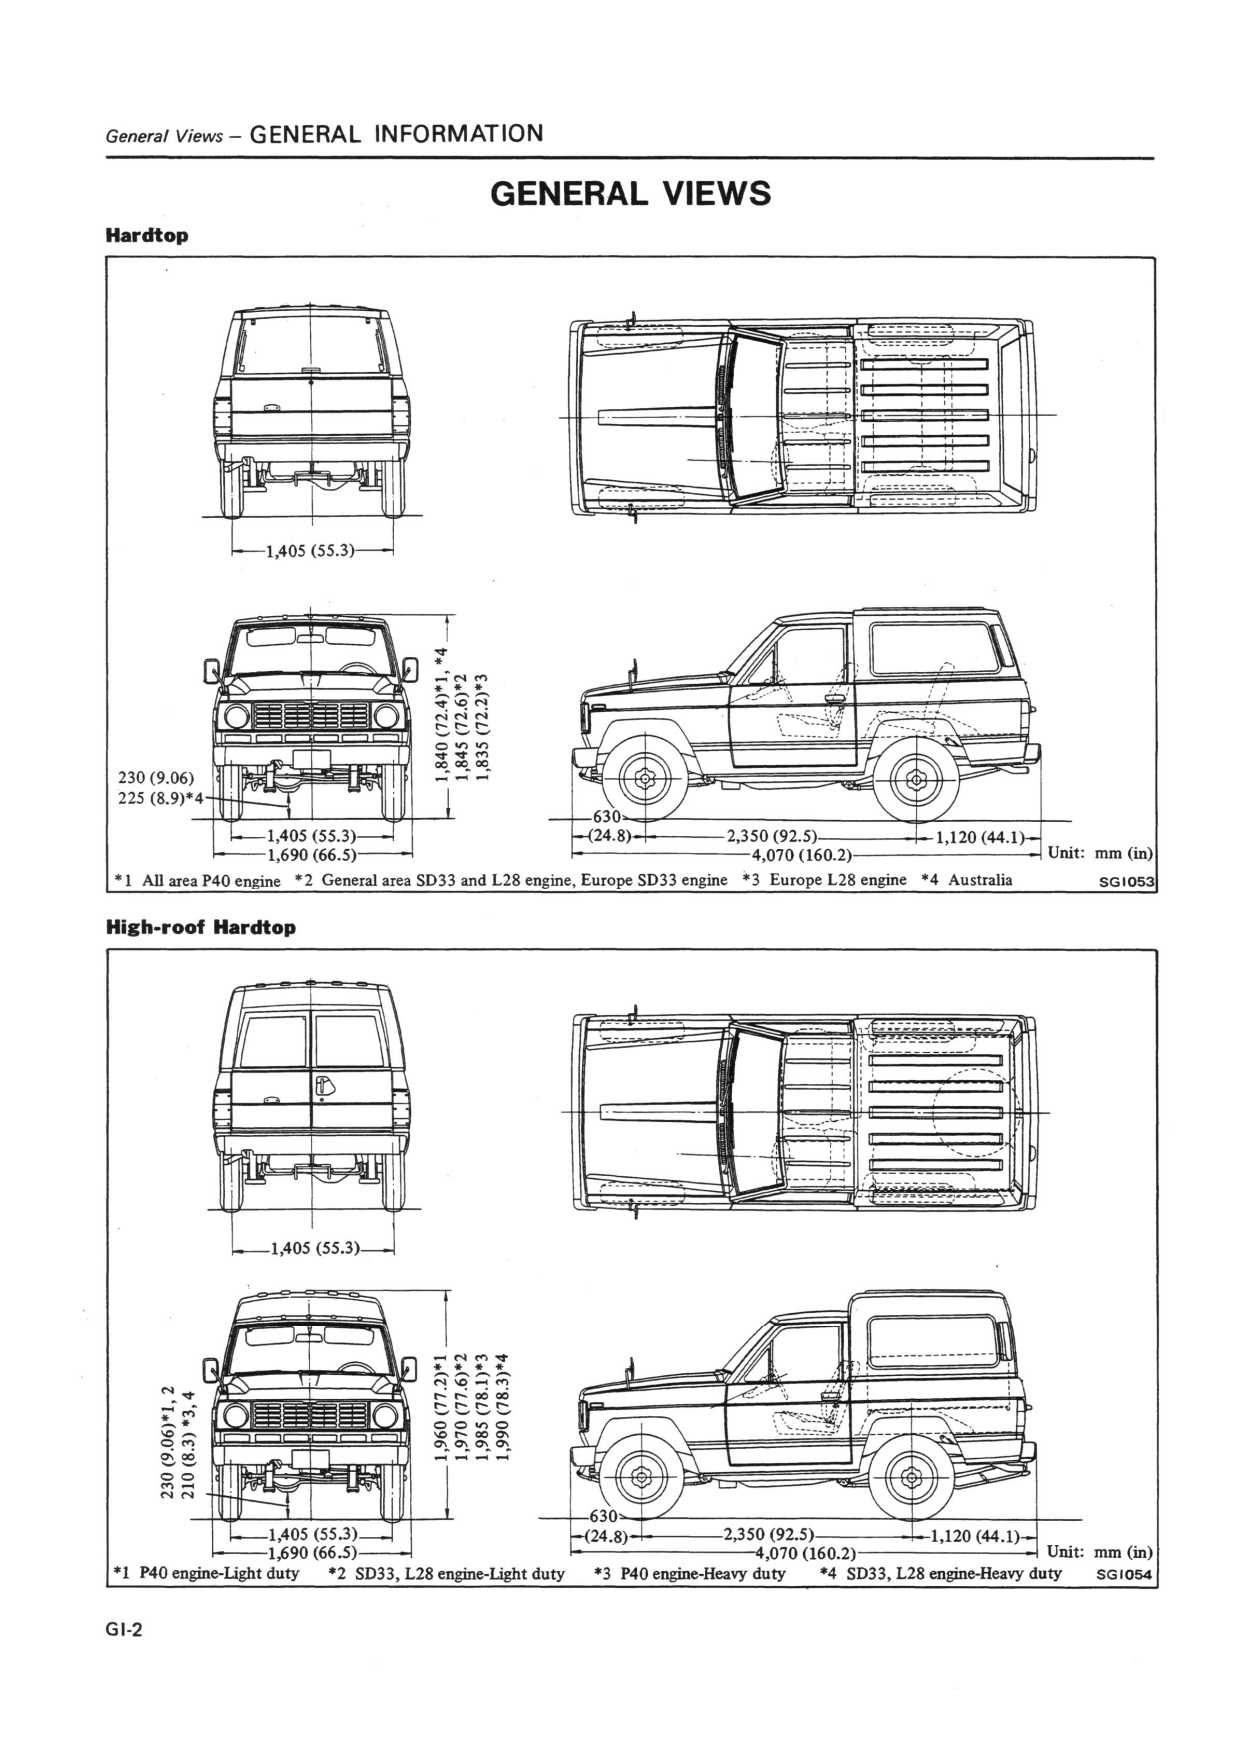 General Views – GENERAL INFORMATION
GENERAL VIEWS
Hardtop
1,405 (55.3)
1,840 (72.4)*1, *4
1,845 (72.6)*2
1,835 (72.2)*3
230 (9.06)
225 (8.9)*4
1,405 (55.3)
1,690 (66.5)
630
(24.8)
2,350 (92.5)
1,120 (44.1)
4,070 (160.2)
Unit: mm (in)
*1 All area P40 engine *2 General area SD33 and L28 engine, Europe SD33 engine *3 Europe L28 engine *4 Australia
SGI053
High-roof Hardtop
1,405 (55.3)
230 (9.06)*1, 2
210 (8.3) *3, 4
1,960 (77.2)*1
1,970 (77.6)*2
1,985 (78.1)*3
1,990 (78.3)*4
1,405 (55.3)
1,690 (66.5)
630
(24.8)
2,350 (92.5)
1,120 (44.1)
4,070 (160.2)
Unit: mm (in)
*1 P40 engine-Light duty *2 SD33, L28 engine-Light duty *3 P40 engine-Heavy duty *4 SD33, L28 engine-Heavy duty
SGI054
GI-2